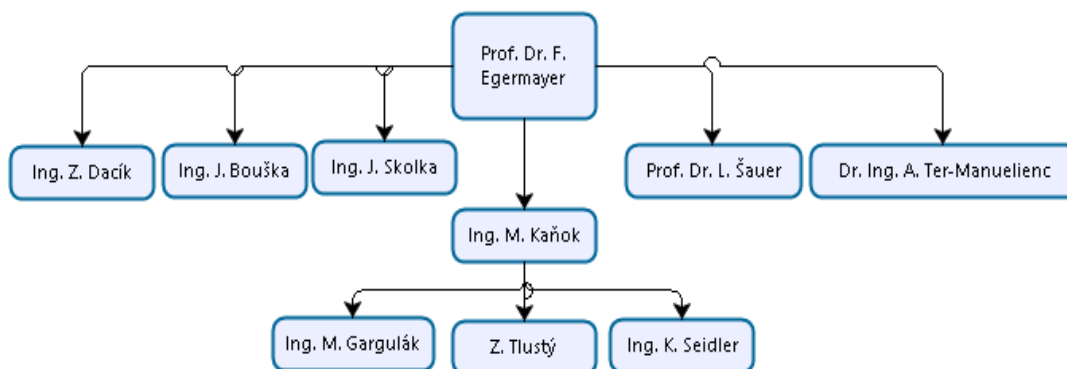 Prof. Dr. F.
Egermayer
Ing. Z. Dacík
Ing. J. Bouška
Ing. J. Skolka
Prof. Dr. L. Šauer
Dr. Ing. A. Ter-Manuelienc
Ing. M. Kaňok
Ing. M. Gargulák
Z. Tlustý
Ing. K. Seidler